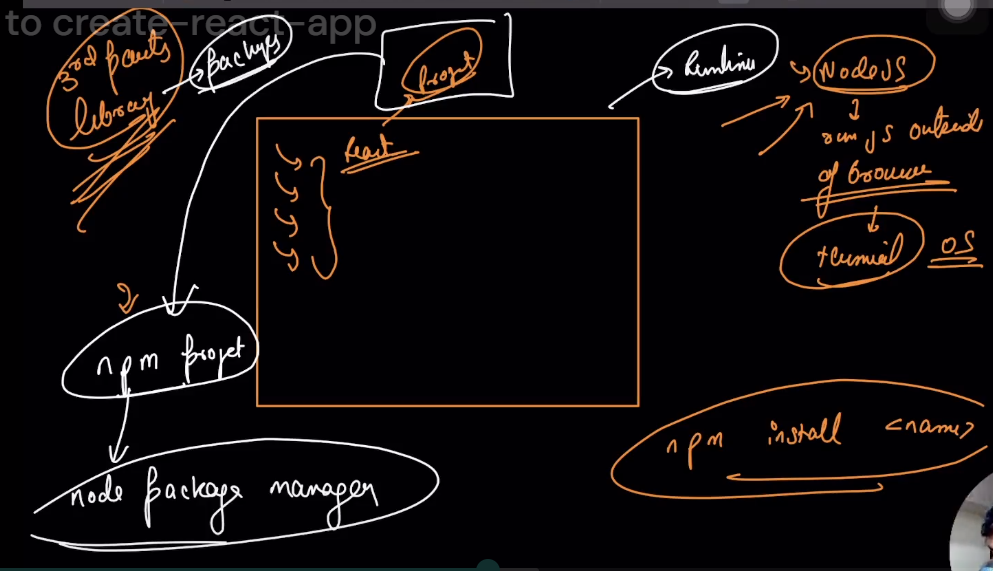 to create-react-app
3rd party
library
packages
Project
Runtime
NodeJS
run JS outside
of browser
terminal OS
React
npm project
node package manager
npm install <name>